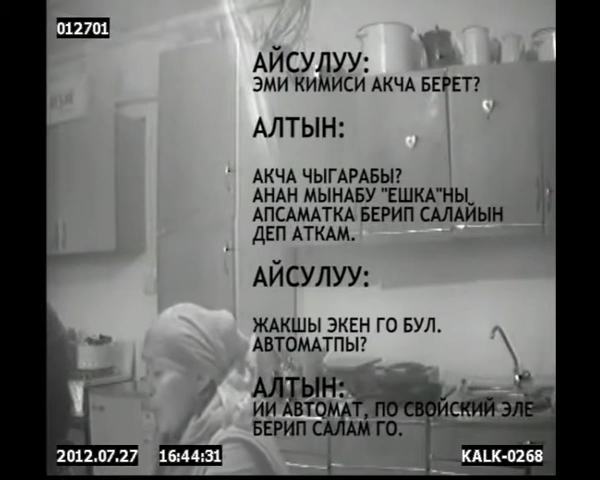 012701
АЙСУЛУУ:
ЭМИ КИМИСИ АКЧА БЕРЕТ?
АЛТЫН:
АКЧА ЧЫГАРАБЫ?
АНАН МЫНАБУ "ЕШКА"НЫ
АПСАМАТКА БЕРИП САЛАЙЫН
ДЕП АТКАМ.
АЙСУЛУУ:
ЖАКШЫ ЭКЕН ГО БУЛ.
АВТОМАТПЫ?
АЛТЫН:
ИИ АВТОМАТ, ПО СВОЙСКИЙ ЭЛЕ
БЕРИП САЛАМ ГО.
2012.07.27 16:44:31 KALK-0268